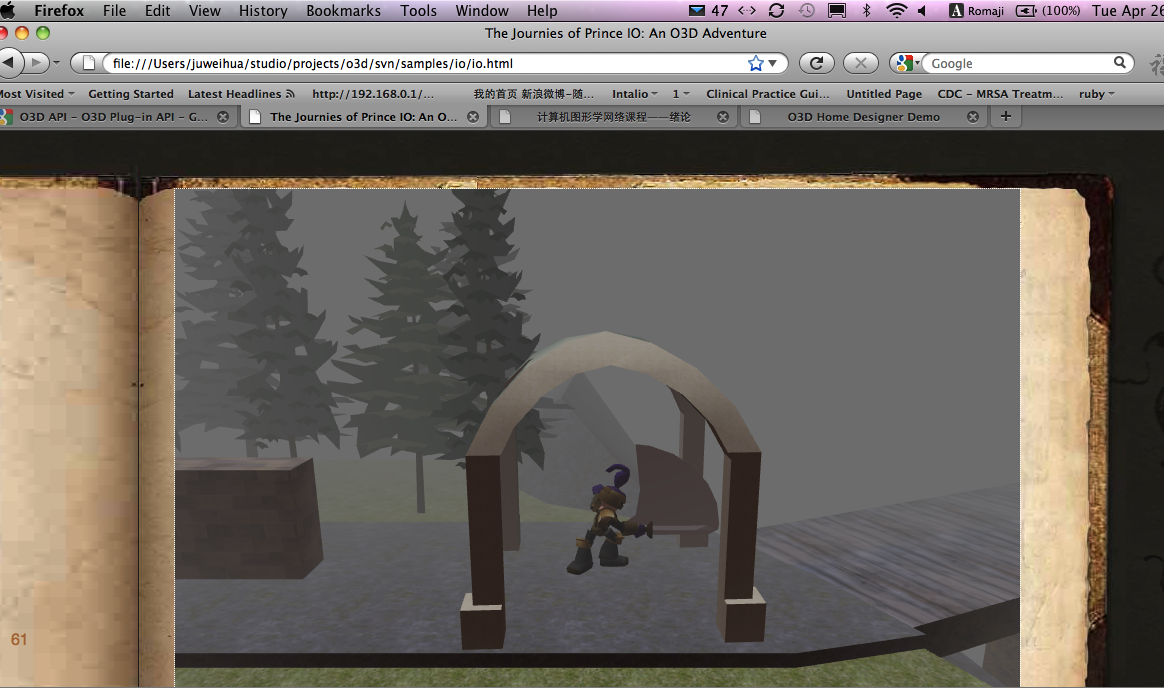 Firefox File Edit View History Bookmarks Tools Window Help 47 A Romaji (100%) Tue Apr 26
The Journies of Prince IO: An O3D Adventure
file:///Users/juweihua/studio/projects/o3d/svn/samples/io/io.html Google
Most Visited Getting Started Latest Headlines http://192.168.0.1/... 我的首页 新浪微博-随... Intalio 1 Clinical Practice Gui... Untitled Page CDC – MRSA Treatm... ruby
O3D API – O3D Plug-in API – G... The Journies of Prince IO: An O... 计算机图形学网络课程——绪论 O3D Home Designer Demo +
61